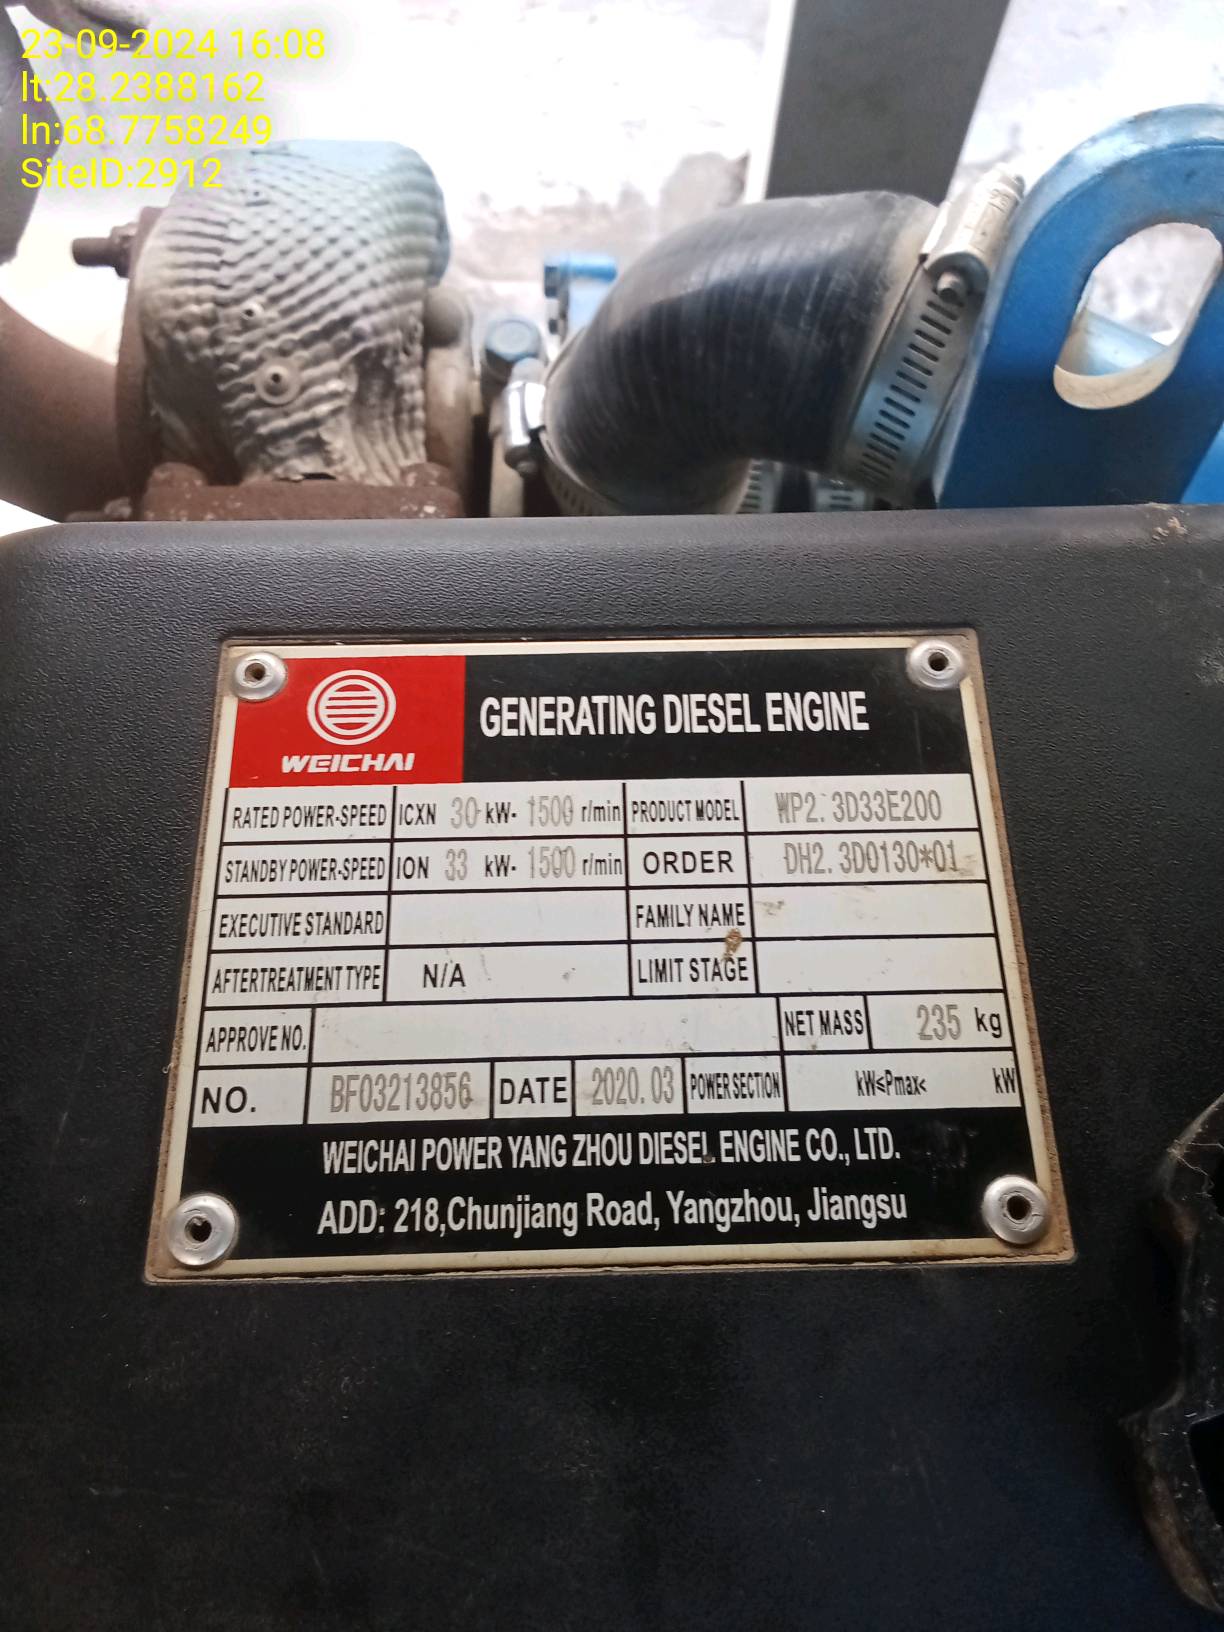 23-09-2024 16:08
lt:28.2388162
ln:68.7758249
SiteID:2912
WEICHAI
GENERATING DIESEL ENGINE
RATED POWER-SPEED ICXN 30 kW- 1500 r/min PRODUCT MODEL WP2.3D33E200
STANDBY POWER-SPEED ION 33 kW- 1500 r/min ORDER DH2.3D0130*01
EXECUTIVE STANDARD FAMILY NAME
AFTERTREATMENT TYPE N/A LIMIT STAGE
APPROVE NO. NET MASS 235 kg
NO. BF03213856 DATE 2020.03 POWER SECTION kW<Pmax< kW
WEICHAI POWER YANG ZHOU DIESEL ENGINE CO., LTD.
ADD: 218,Chunjiang Road, Yangzhou, Jiangsu